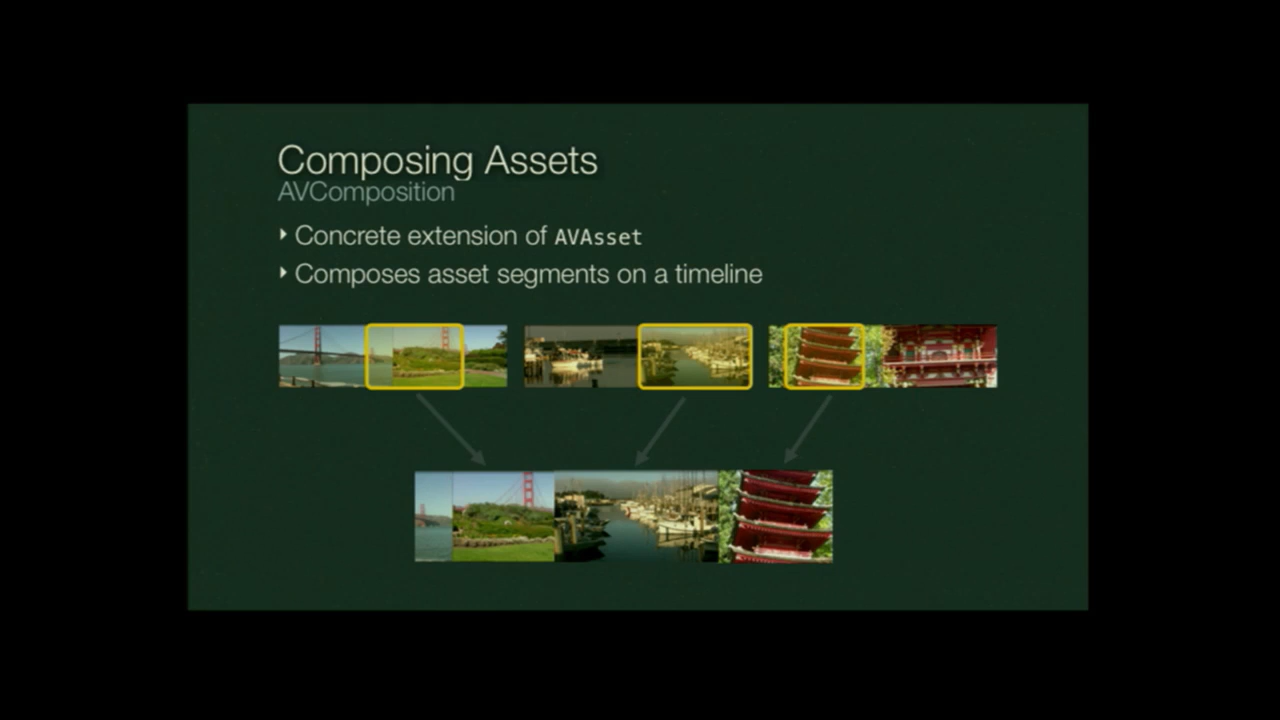 Composing Assets
AVComposition
Concrete extension of AVAsset
Composes asset segments on a timeline